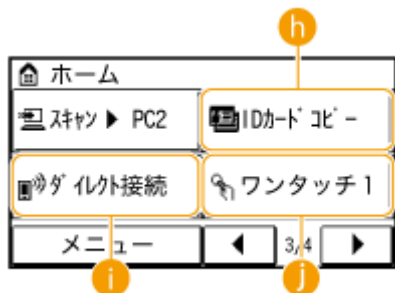 h
ホーム
スキャン ▶ PC2
IDカード コピー
ダイレクト接続
ワンタッチ1
メニュー
◀ 3/4 ▶
i
j